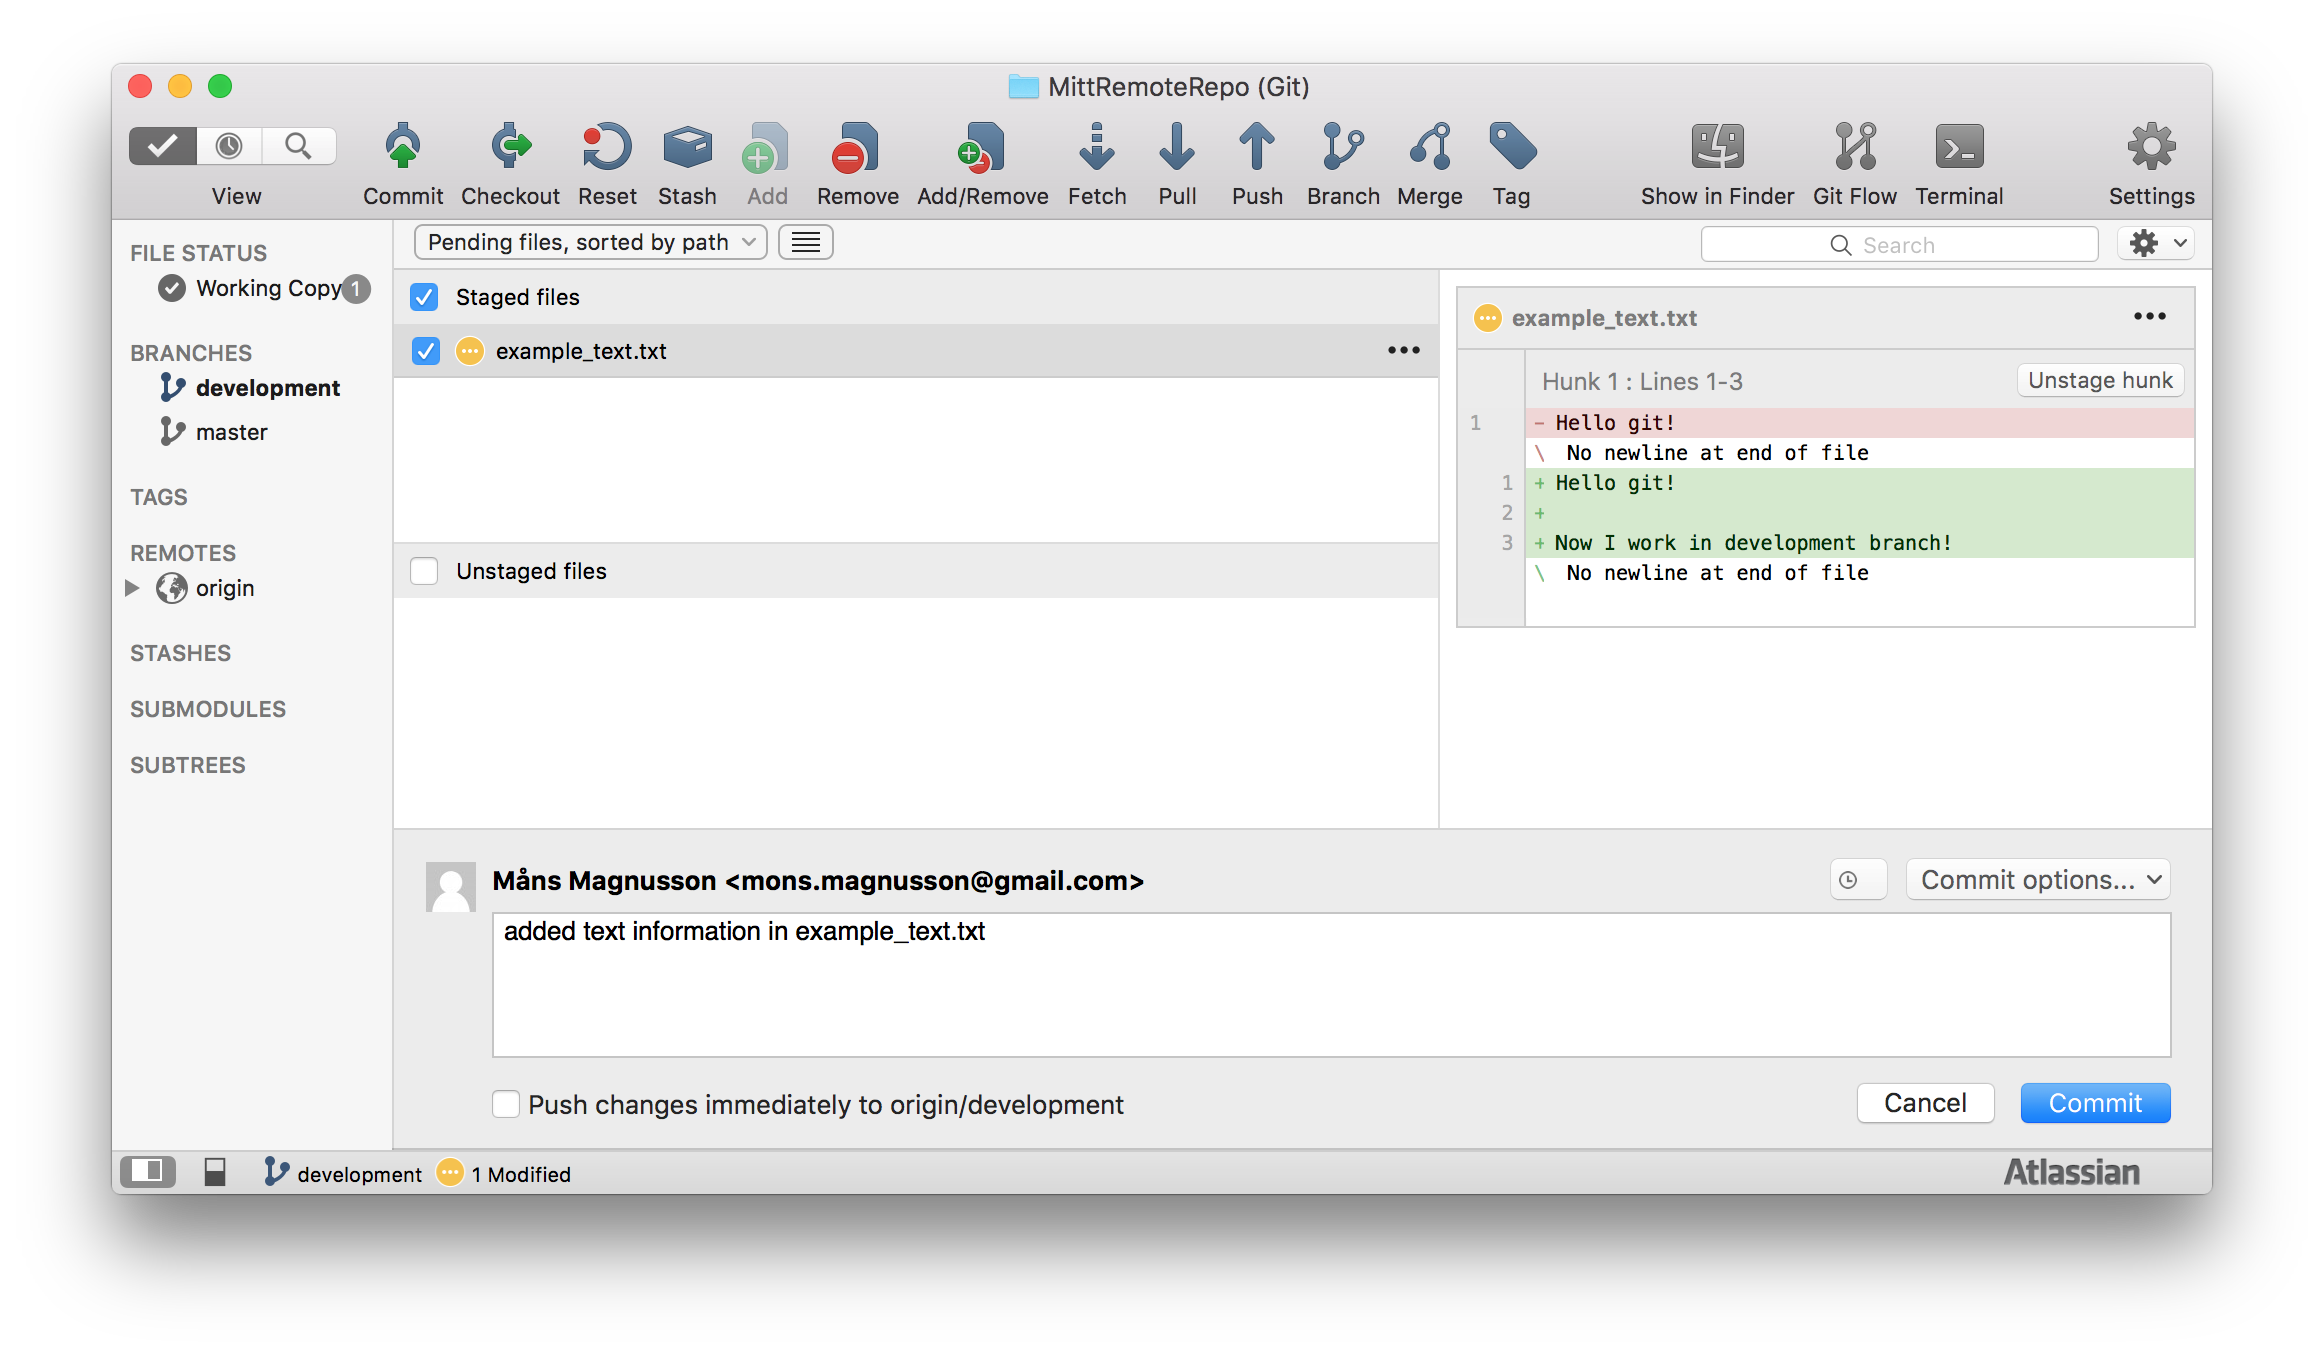 MittRemoteRepo (Git)
View
Commit
Checkout
Reset
Stash
Add
Remove
Add/Remove
Fetch
Pull
Push
Branch
Merge
Tag
Show in Finder
Git Flow
Terminal
Settings
FILE STATUS
Working Copy 1
BRANCHES
development
master
TAGS
REMOTES
origin
STASHES
SUBMODULES
SUBTREES
Pending files, sorted by path
Search
Staged files
example_text.txt
Unstaged files
example_text.txt
Hunk 1 : Lines 1-3
Unstage hunk
1 - Hello git!
\ No newline at end of file
1 + Hello git!
2 +
3 + Now I work in development branch!
\ No newline at end of file
Måns Magnusson <mons.magnusson@gmail.com>
Commit options...
added text information in example_text.txt
Push changes immediately to origin/development
Cancel
Commit
development
1 Modified
Atlassian